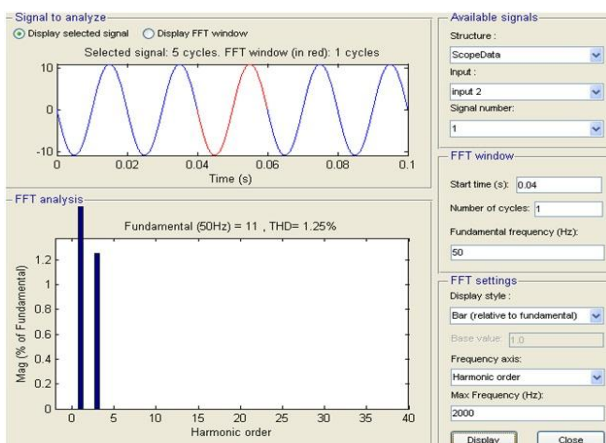 Signal to analyze
Display selected signal
Display FFT window
Selected signal: 5 cycles. FFT window (in red): 1 cycles
10
0
-10
0 0.02 0.04 0.06 0.08 0.1
Time (s)
FFT analysis
Fundamental (50Hz) = 11 , THD= 1.25%
1.2
1
0.8
0.6
0.4
0.2
0
Mag (% of Fundamental)
0 5 10 15 20 25 30 35 40
Harmonic order
Available signals
Structure :
ScopeData
Input :
input 2
Signal number:
1
FFT window
Start time (s): 0.04
Number of cycles: 1
Fundamental frequency (Hz):
50
FFT settings
Display style :
Bar (relative to fundamental)
Base value: 1.0
Frequency axis:
Harmonic order
Max Frequency (Hz):
2000
Display Close